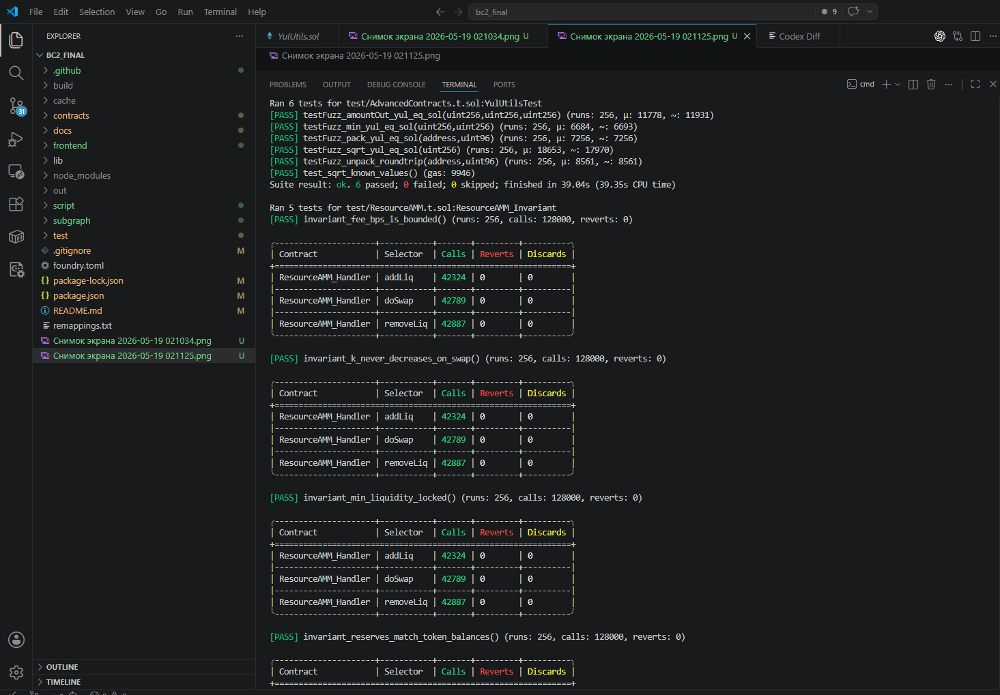 File Edit Selection View Go Run Terminal Help
bc2_final
9
EXPLORER
BC2_FINAL
.github
build
cache
contracts
docs
frontend
lib
node_modules
out
script
subgraph
test
.gitignore M
foundry.toml
package-lock.json M
package.json M
README.md M
remappings.txt
Снимок экрана 2026-05-19 021034.png U
Снимок экрана 2026-05-19 021125.png U
OUTLINE
TIMELINE
31
YulUtils.sol
Снимок экрана 2026-05-19 021034.png U
Снимок экрана 2026-05-19 021125.png U
Codex Diff
Снимок экрана 2026-05-19 021125.png
PROBLEMS OUTPUT DEBUG CONSOLE TERMINAL PORTS
cmd
Ran 6 tests for test/AdvancedContracts.t.sol:YulUtilsTest
[PASS] testFuzz_amountOut_yul_eq_sol(uint256,uint256,uint256) (runs: 256, μ: 11778, ~: 11931)
[PASS] testFuzz_min_yul_eq_sol(uint256,uint256) (runs: 256, μ: 6684, ~: 6693)
[PASS] testFuzz_pack_yul_eq_sol(address,uint96) (runs: 256, μ: 7256, ~: 7256)
[PASS] testFuzz_sqrt_yul_eq_sol(uint256) (runs: 256, μ: 18653, ~: 17970)
[PASS] testFuzz_unpack_roundtrip(address,uint96) (runs: 256, μ: 8561, ~: 8561)
[PASS] test_sqrt_known_values() (gas: 9946)
Suite result: ok. 6 passed; 0 failed; 0 skipped; finished in 39.04s (39.35s CPU time)
Ran 5 tests for test/ResourceAMM.t.sol:ResourceAMM_Invariant
[PASS] invariant_fee_bps_is_bounded() (runs: 256, calls: 128000, reverts: 0)
| Contract | Selector | Calls | Reverts | Discards |
| ResourceAMM_Handler | addLiq | 42324 | 0 | 0 |
| ResourceAMM_Handler | doSwap | 42789 | 0 | 0 |
| ResourceAMM_Handler | removeLiq | 42887 | 0 | 0 |
[PASS] invariant_k_never_decreases_on_swap() (runs: 256, calls: 128000, reverts: 0)
| Contract | Selector | Calls | Reverts | Discards |
| ResourceAMM_Handler | addLiq | 42324 | 0 | 0 |
| ResourceAMM_Handler | doSwap | 42789 | 0 | 0 |
| ResourceAMM_Handler | removeLiq | 42887 | 0 | 0 |
[PASS] invariant_min_liquidity_locked() (runs: 256, calls: 128000, reverts: 0)
| Contract | Selector | Calls | Reverts | Discards |
| ResourceAMM_Handler | addLiq | 42324 | 0 | 0 |
| ResourceAMM_Handler | doSwap | 42789 | 0 | 0 |
| ResourceAMM_Handler | removeLiq | 42887 | 0 | 0 |
[PASS] invariant_reserves_match_token_balances() (runs: 256, calls: 128000, reverts: 0)
| Contract | Selector | Calls | Reverts | Discards |